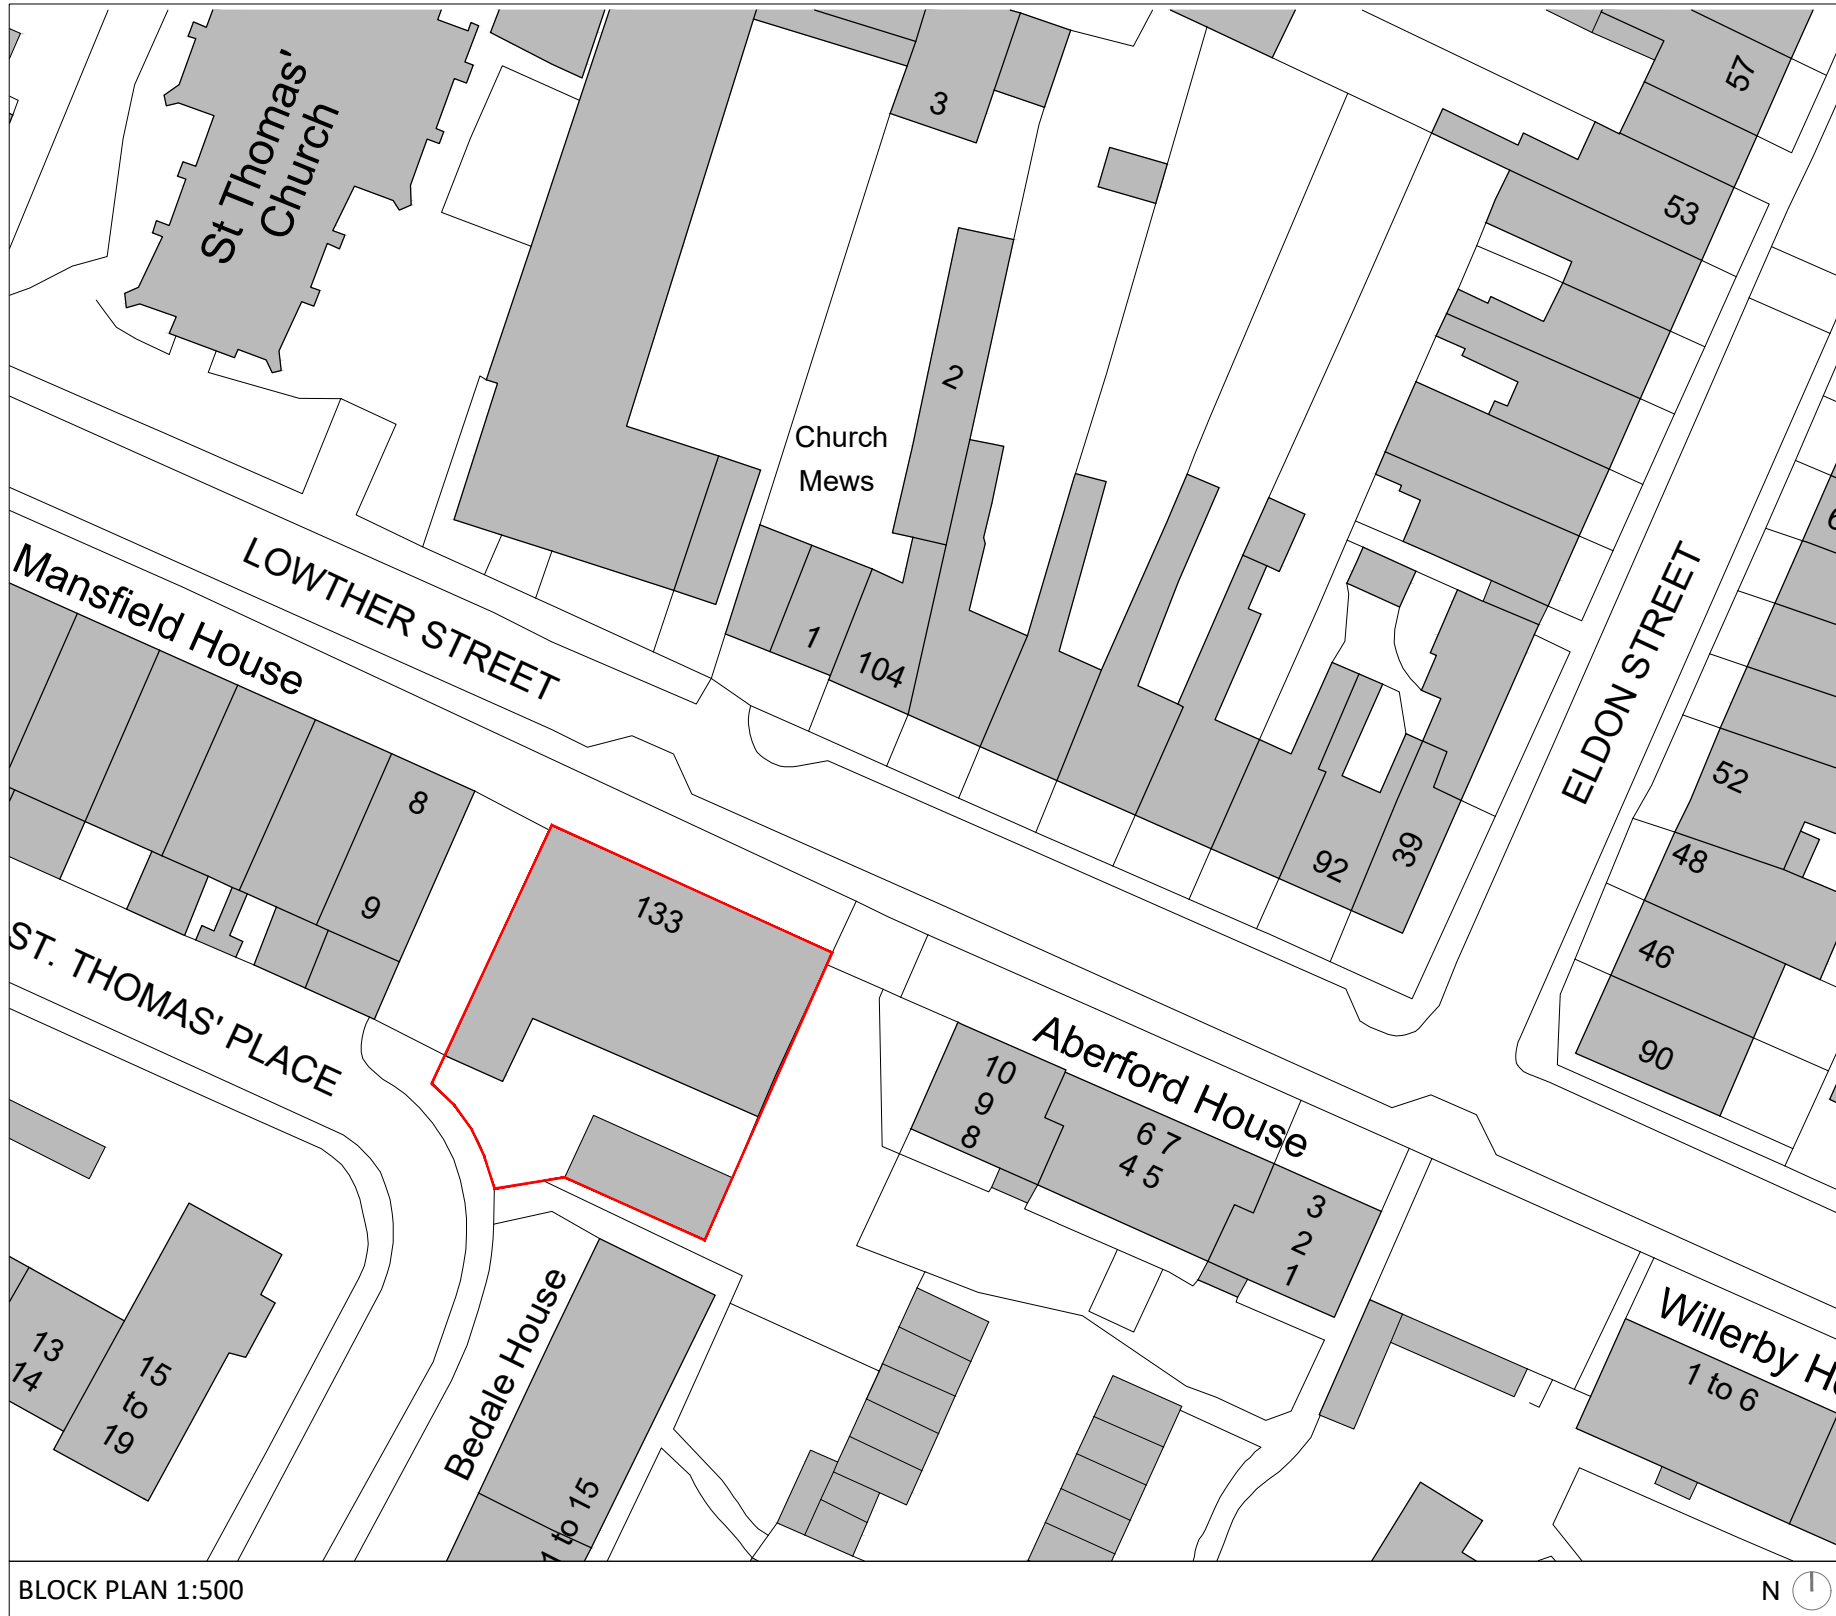 St Thomas'
Church
3
57
53
2
Church
Mews
1
104
92
39
LOWTHER STREET
Mansfield House
ELDON STREET
52
48
46
90
8
9
133
ST. THOMAS' PLACE
Aberford House
10
9
8
6 7
4 5
3
2
1
13
14
15
to
19
Bedale House
1 to 15
Willerby H
1 to 6
BLOCK PLAN 1:500
N